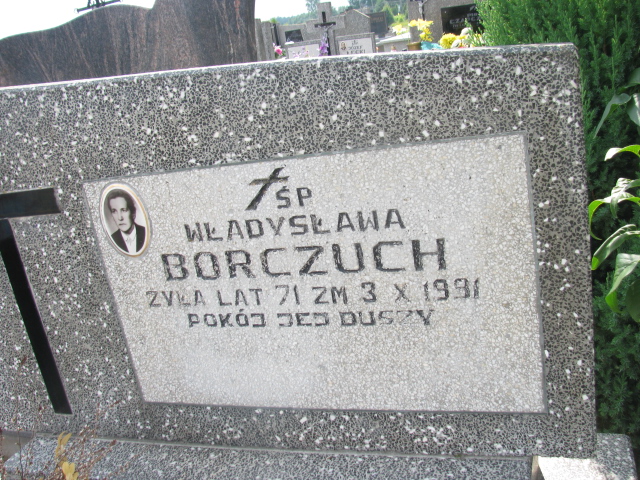 ŚP
WŁADYSŁAWA
BORCZUCH
ŻYŁA LAT 71 ZM 3 X 1991
POKÓJ JEJ DUSZY